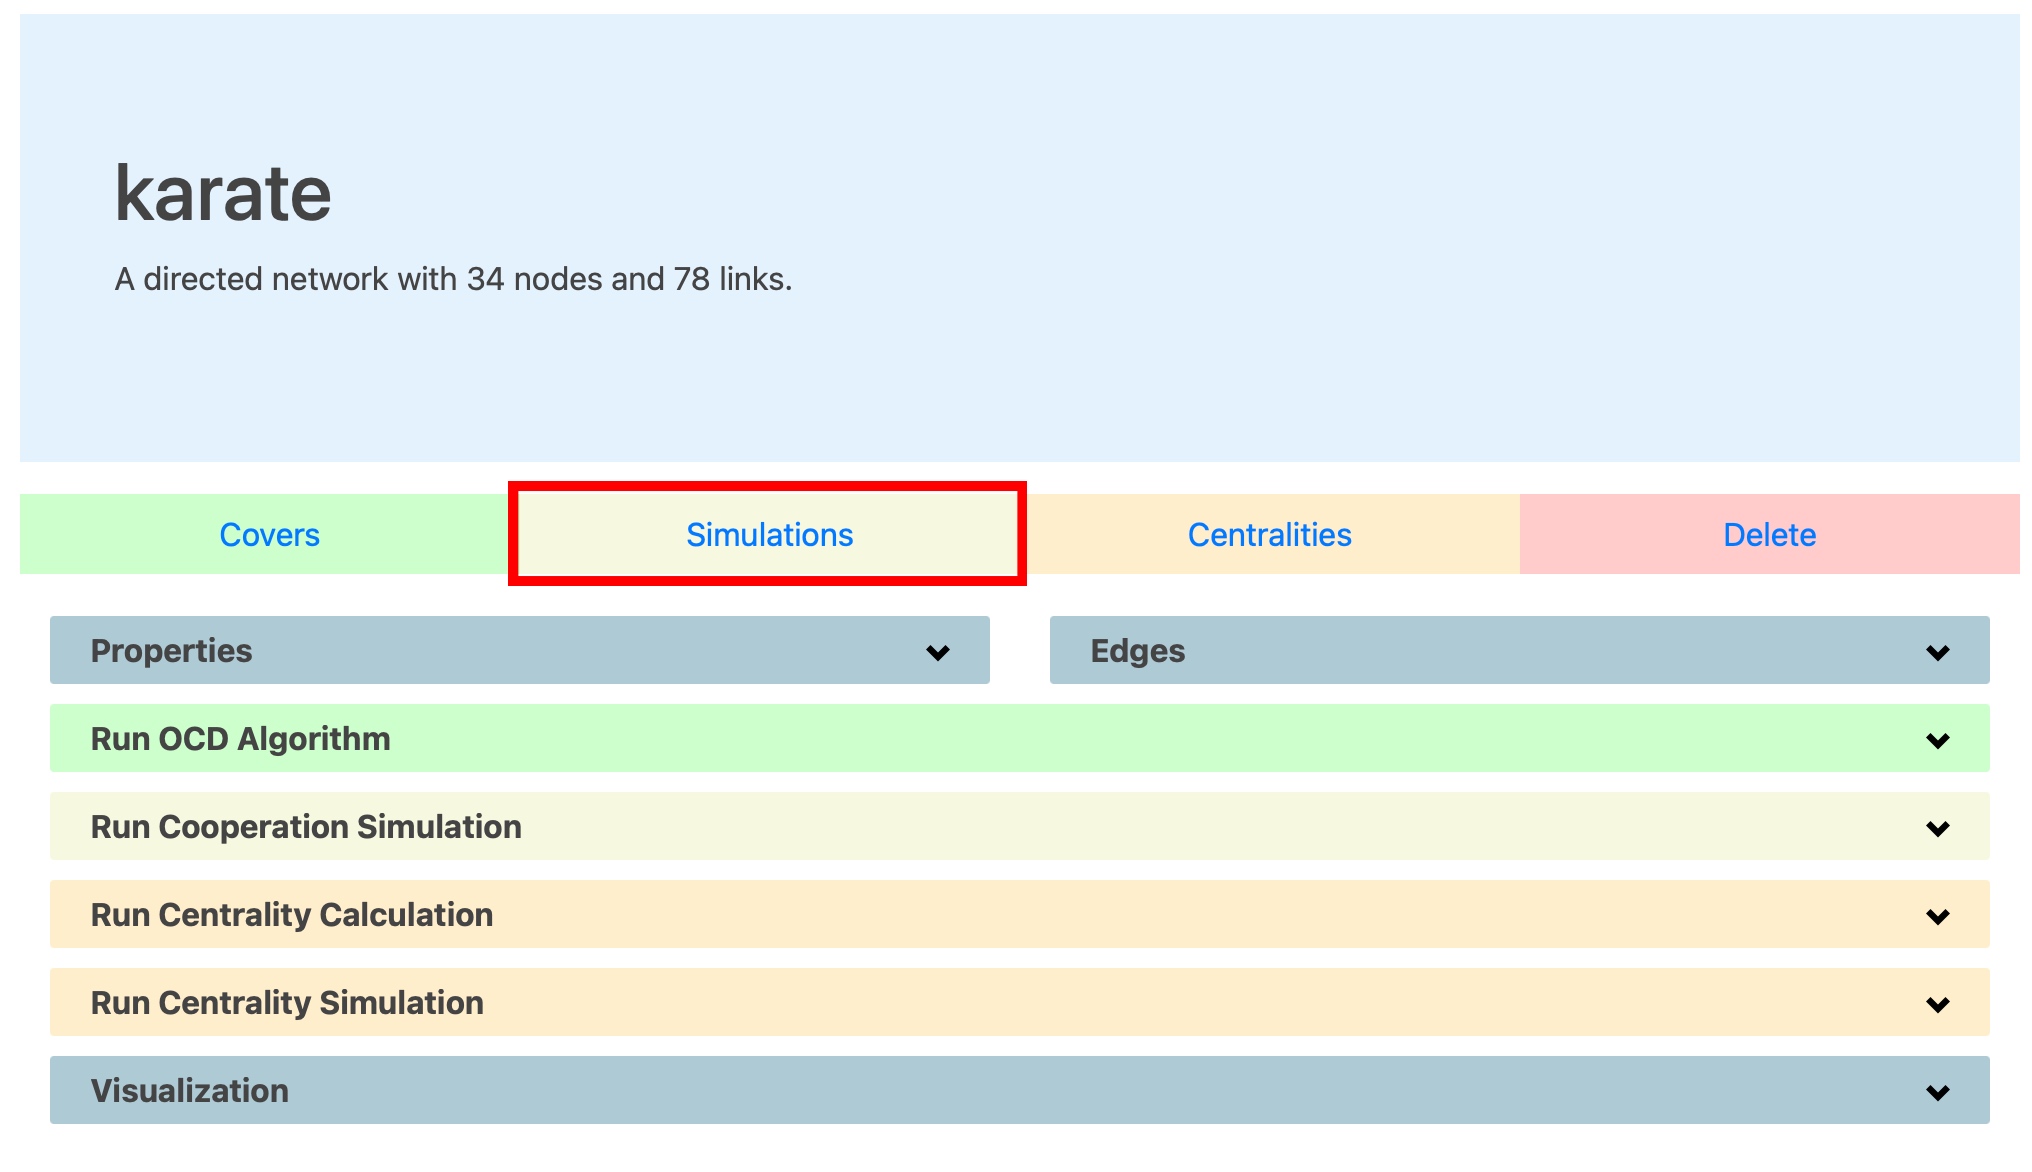 karate
A directed network with 34 nodes and 78 links.
Covers
Simulations
Centralities
Delete
Properties
Edges
Run OCD Algorithm
Run Cooperation Simulation
Run Centrality Calculation
Run Centrality Simulation
Visualization